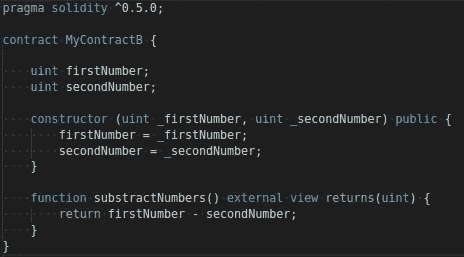 pragma solidity ^0.5.0;

contract MyContractB {

    uint firstNumber;
    uint secondNumber;

    constructor (uint _firstNumber, uint _secondNumber) public {
        firstNumber = _firstNumber;
        secondNumber = _secondNumber;
    }

    function substractNumbers() external view returns(uint) {
        return firstNumber - secondNumber;
    }
}